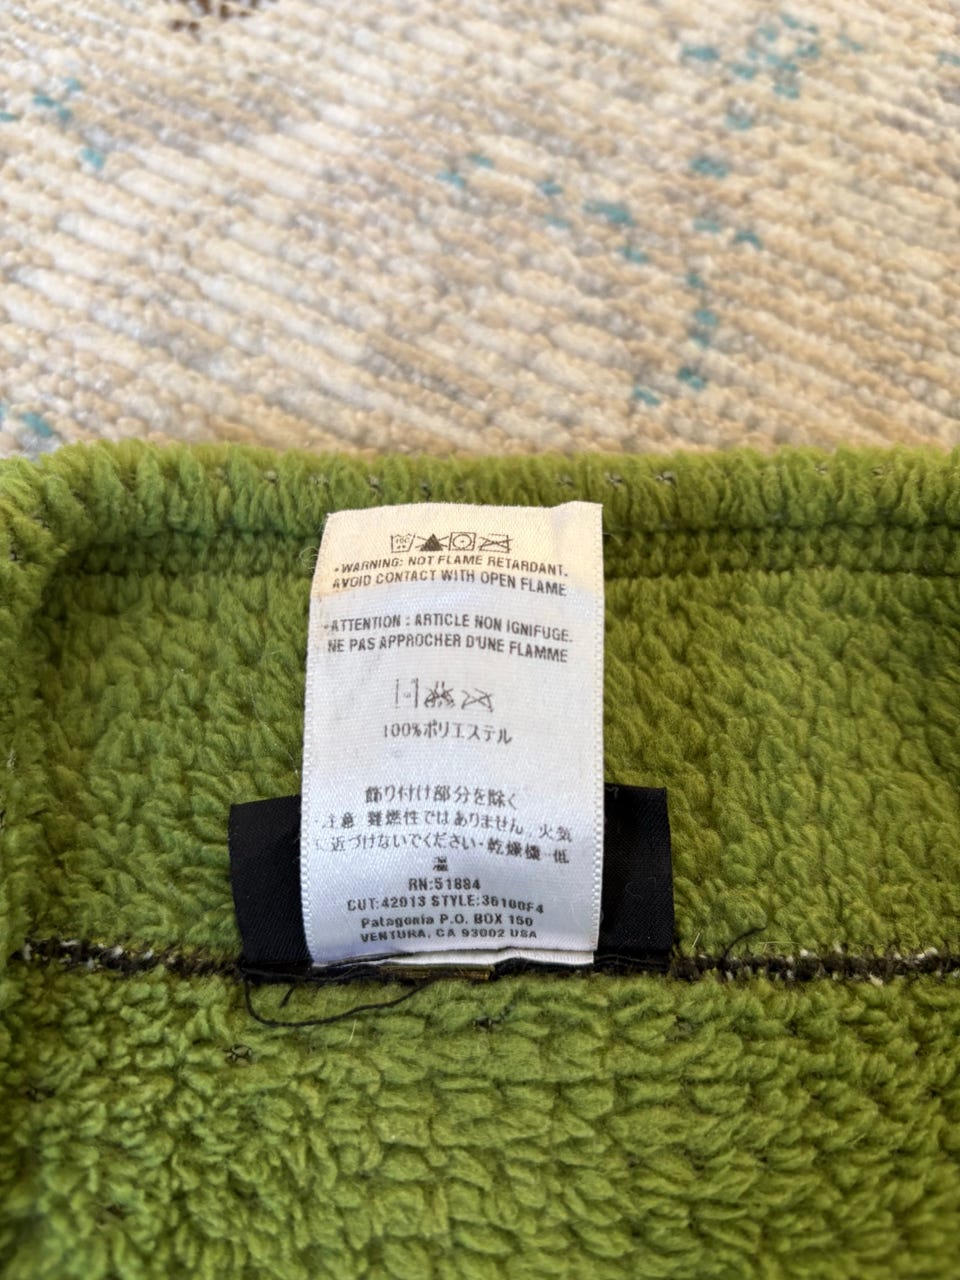 •WARNING: NOT FLAME RETARDANT.
AVOID CONTACT WITH OPEN FLAME
•ATTENTION : ARTICLE NON IGNIFUGE.
NE PAS APPROCHER D'UNE FLAMME
100%ポリエステル
飾り付け部分を除く
・注意 難燃性ではありません。火気
に近づけないでください・乾燥機・低
温
RN:51884
CUT:42013 STYLE:36100F4
Patagonia P.O. BOX 150
VENTURA, CA 93002 USA